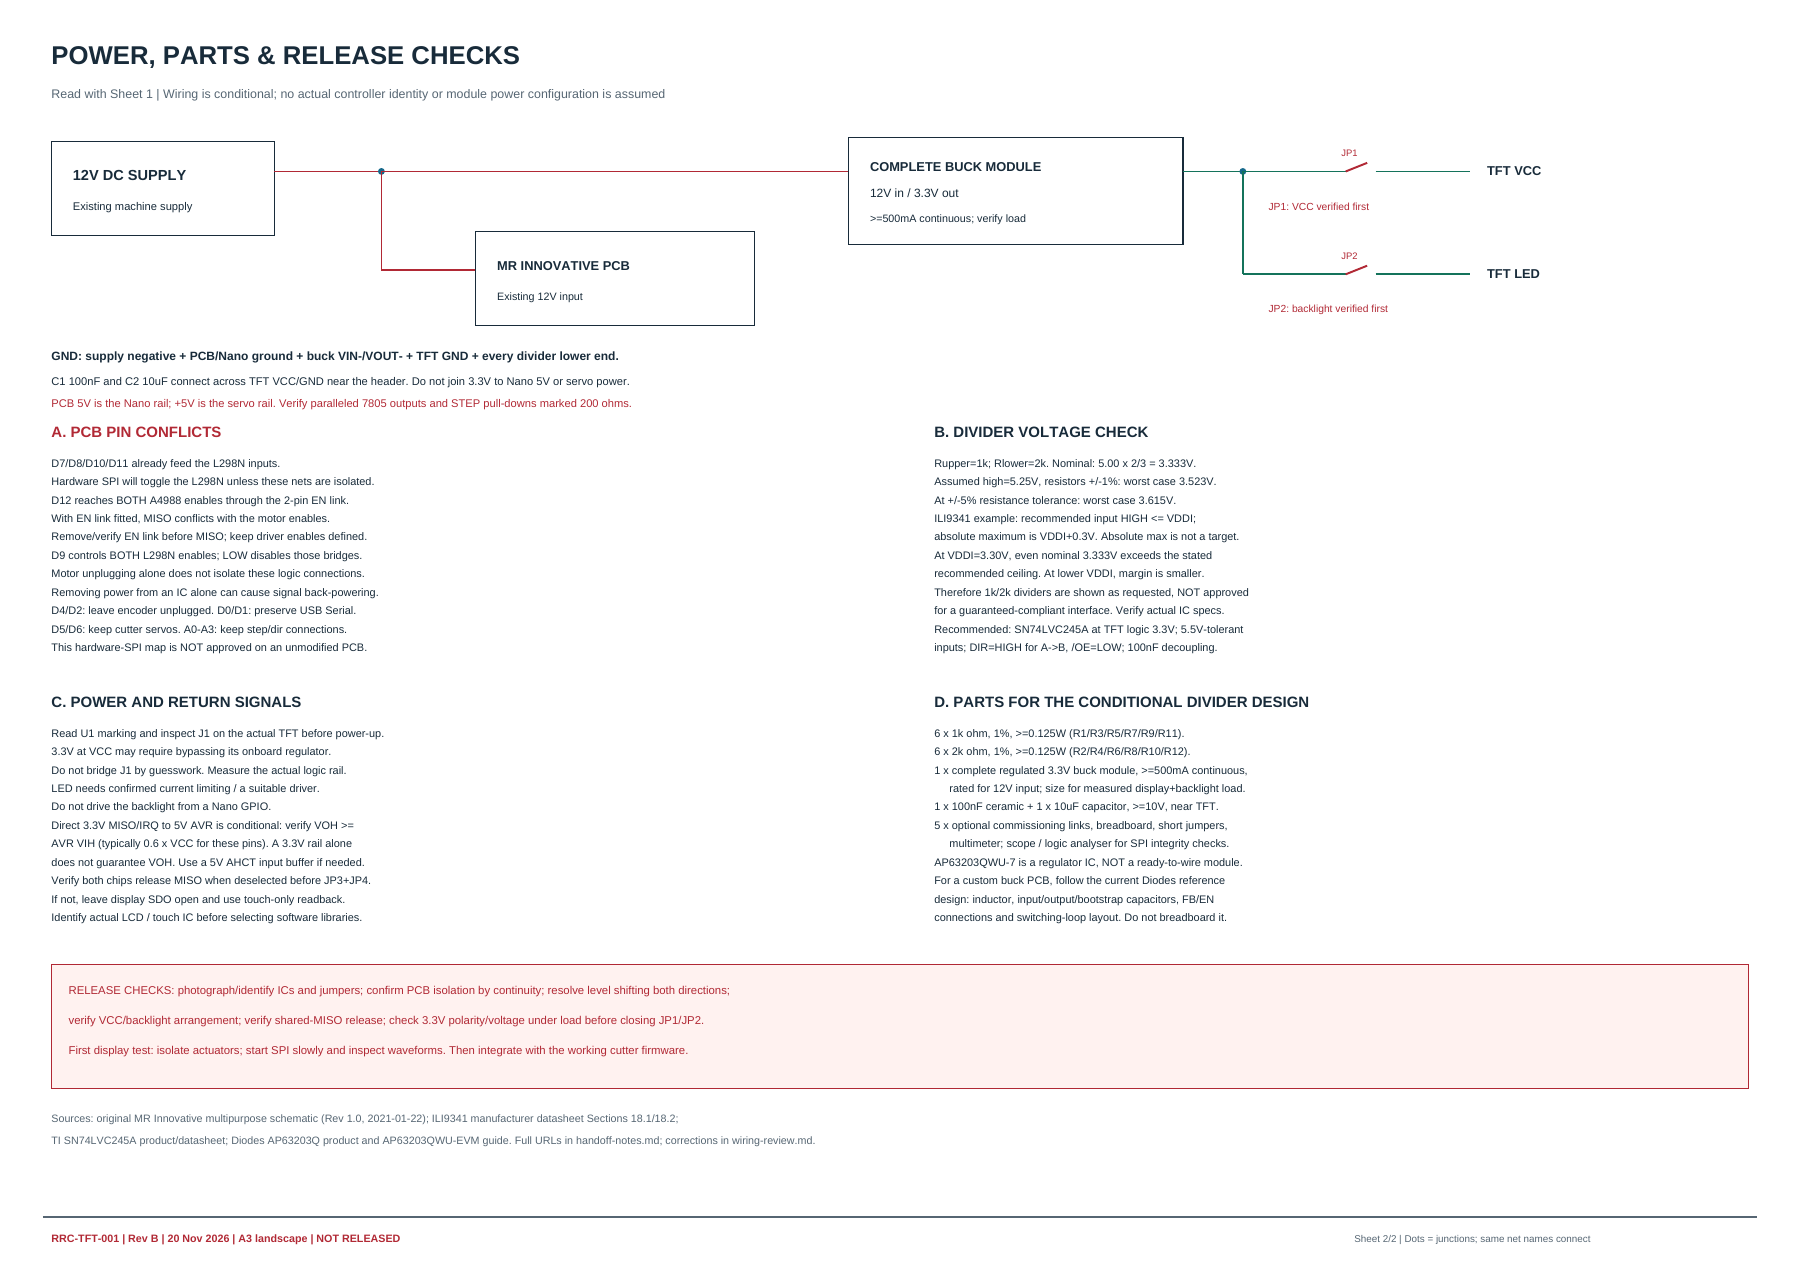 POWER, PARTS & RELEASE CHECKS
Read with Sheet 1 | Wiring is conditional; no actual controller identity or module power configuration is assumed
12V DC SUPPLY
Existing machine supply
MR INNOVATIVE PCB
Existing 12V input
COMPLETE BUCK MODULE
12V in / 3.3V out
>=500mA continuous; verify load
JP1
TFT VCC
JP1: VCC verified first
JP2
TFT LED
JP2: backlight verified first
GND: supply negative + PCB/Nano ground + buck VIN-/VOUT- + TFT GND + every divider lower end.
C1 100nF and C2 10uF connect across TFT VCC/GND near the header. Do not join 3.3V to Nano 5V or servo power.
PCB 5V is the Nano rail; +5V is the servo rail. Verify paralleled 7805 outputs and STEP pull-downs marked 200 ohms.
A. PCB PIN CONFLICTS
D7/D8/D10/D11 already feed the L298N inputs.
Hardware SPI will toggle the L298N unless these nets are isolated.
D12 reaches BOTH A4988 enables through the 2-pin EN link.
With EN link fitted, MISO conflicts with the motor enables.
Remove/verify EN link before MISO; keep driver enables defined.
D9 controls BOTH L298N enables; LOW disables those bridges.
Motor unplugging alone does not isolate these logic connections.
Removing power from an IC alone can cause signal back-powering.
D4/D2: leave encoder unplugged. D0/D1: preserve USB Serial.
D5/D6: keep cutter servos. A0-A3: keep step/dir connections.
This hardware-SPI map is NOT approved on an unmodified PCB.
B. DIVIDER VOLTAGE CHECK
Rupper=1k; Rlower=2k. Nominal: 5.00 x 2/3 = 3.333V.
Assumed high=5.25V, resistors +/-1%: worst case 3.523V.
At +/-5% resistance tolerance: worst case 3.615V.
ILI9341 example: recommended input HIGH <= VDDI;
absolute maximum is VDDI+0.3V. Absolute max is not a target.
At VDDI=3.30V, even nominal 3.333V exceeds the stated
recommended ceiling. At lower VDDI, margin is smaller.
Therefore 1k/2k dividers are shown as requested, NOT approved
for a guaranteed-compliant interface. Verify actual IC specs.
Recommended: SN74LVC245A at TFT logic 3.3V; 5.5V-tolerant
inputs; DIR=HIGH for A->B, /OE=LOW; 100nF decoupling.
C. POWER AND RETURN SIGNALS
Read U1 marking and inspect J1 on the actual TFT before power-up.
3.3V at VCC may require bypassing its onboard regulator.
Do not bridge J1 by guesswork. Measure the actual logic rail.
LED needs confirmed current limiting / a suitable driver.
Do not drive the backlight from a Nano GPIO.
Direct 3.3V MISO/IRQ to 5V AVR is conditional: verify VOH >=
AVR VIH (typically 0.6 x VCC for these pins). A 3.3V rail alone
does not guarantee VOH. Use a 5V AHCT input buffer if needed.
Verify both chips release MISO when deselected before JP3+JP4.
If not, leave display SDO open and use touch-only readback.
Identify actual LCD / touch IC before selecting software libraries.
D. PARTS FOR THE CONDITIONAL DIVIDER DESIGN
6 x 1k ohm, 1%, >=0.125W (R1/R3/R5/R7/R9/R11).
6 x 2k ohm, 1%, >=0.125W (R2/R4/R6/R8/R10/R12).
1 x complete regulated 3.3V buck module, >=500mA continuous,
rated for 12V input; size for measured display+backlight load.
1 x 100nF ceramic + 1 x 10uF capacitor, >=10V, near TFT.
5 x optional commissioning links, breadboard, short jumpers,
multimeter; scope / logic analyser for SPI integrity checks.
AP63203QWU-7 is a regulator IC, NOT a ready-to-wire module.
For a custom buck PCB, follow the current Diodes reference
design: inductor, input/output/bootstrap capacitors, FB/EN
connections and switching-loop layout. Do not breadboard it.
RELEASE CHECKS: photograph/identify ICs and jumpers; confirm PCB isolation by continuity; resolve level shifting both directions;
verify VCC/backlight arrangement; verify shared-MISO release; check 3.3V polarity/voltage under load before closing JP1/JP2.
First display test: isolate actuators; start SPI slowly and inspect waveforms. Then integrate with the working cutter firmware.
Sources: original MR Innovative multipurpose schematic (Rev 1.0, 2021-01-22); ILI9341 manufacturer datasheet Sections 18.1/18.2;
TI SN74LVC245A product/datasheet; Diodes AP63203Q product and AP63203QWU-EVM guide. Full URLs in handoff-notes.md; corrections in wiring-review.md.
RRC-TFT-001 | Rev B | 20 Nov 2026 | A3 landscape | NOT RELEASED
Sheet 2/2 | Dots = junctions; same net names connect